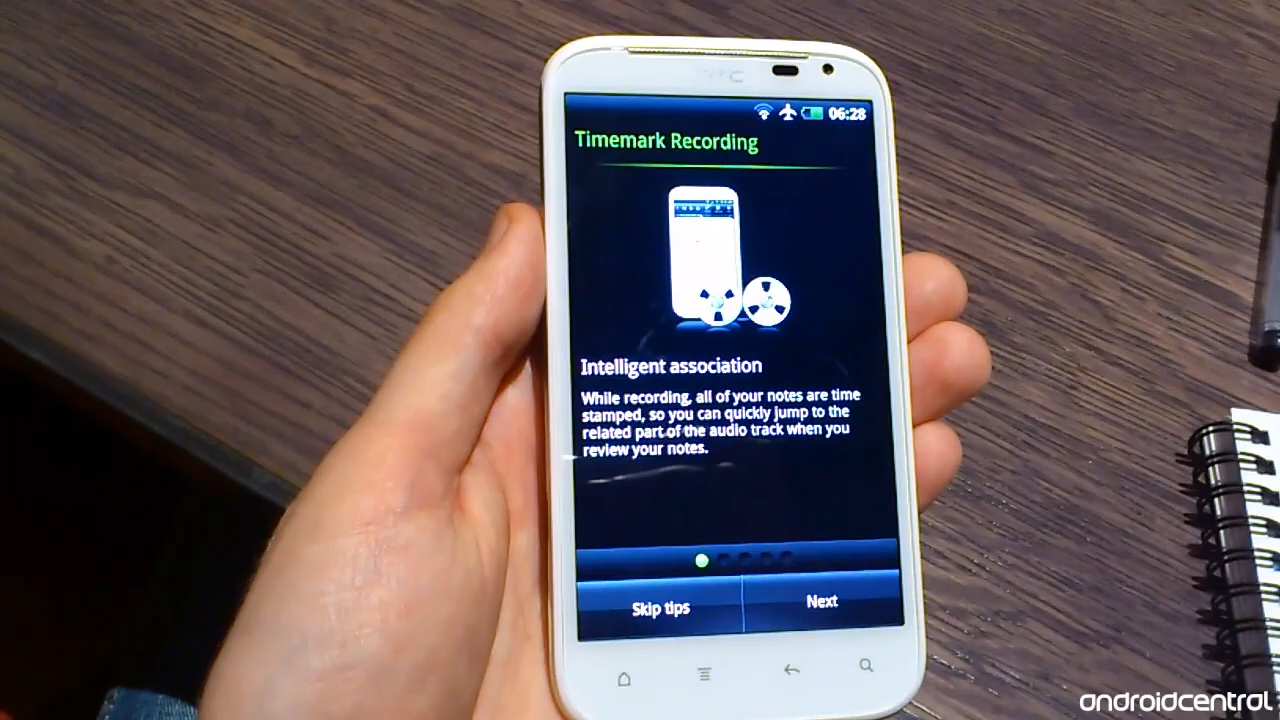 hTC
06:28
Timemark Recording
Intelligent association
While recording, all of your notes are time
stamped, so you can quickly jump to the
related part of the audio track when you
review your notes.
Skip tips
Next
androidcentral